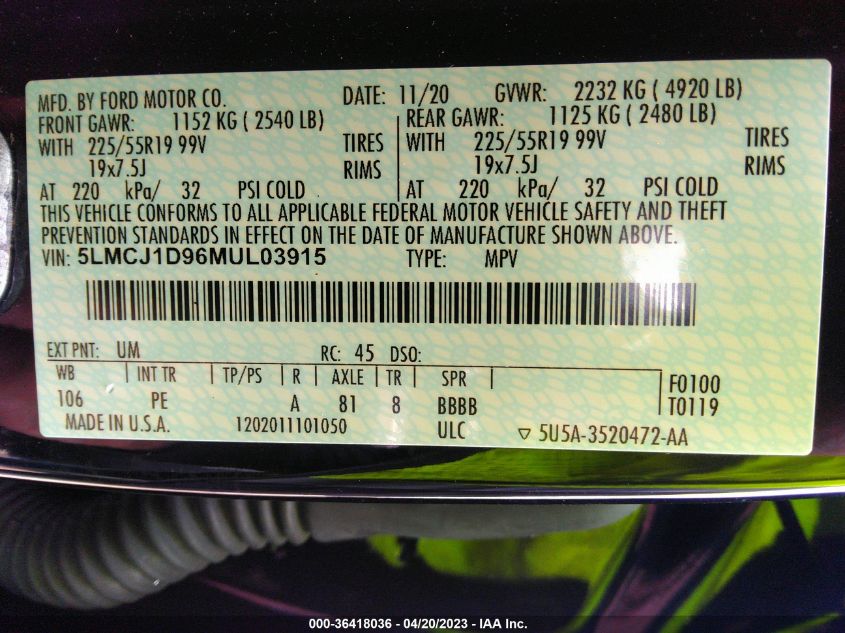 MFD. BY FORD MOTOR CO. DATE: 11/20 GVWR: 2232 KG ( 4920 LB)
FRONT GAWR: 1152 KG ( 2540 LB) REAR GAWR: 1125 KG ( 2480 LB)
WITH 225/55R19 99V TIRES WITH 225/55R19 99V TIRES
19x7.5J RIMS 19x7.5J RIMS
AT 220 kPa/ 32 PSI COLD AT 220 kPa/ 32 PSI COLD
THIS VEHICLE CONFORMS TO ALL APPLICABLE FEDERAL MOTOR VEHICLE SAFETY AND THEFT
PREVENTION STANDARDS IN EFFECT ON THE DATE OF MANUFACTURE SHOWN ABOVE.
VIN: 5LMCJ1D96MUL03915 TYPE: MPV
EXT PNT: UM RC: 45 DSO:
WB INT TR TP/PS R AXLE TR SPR F0100
106 PE A 81 8 BBBB T0119
MADE IN U.S.A. 1202011101050 ULC ▽ 5U5A-3520472-AA
000-36418036 - 04/20/2023 - IAA Inc.